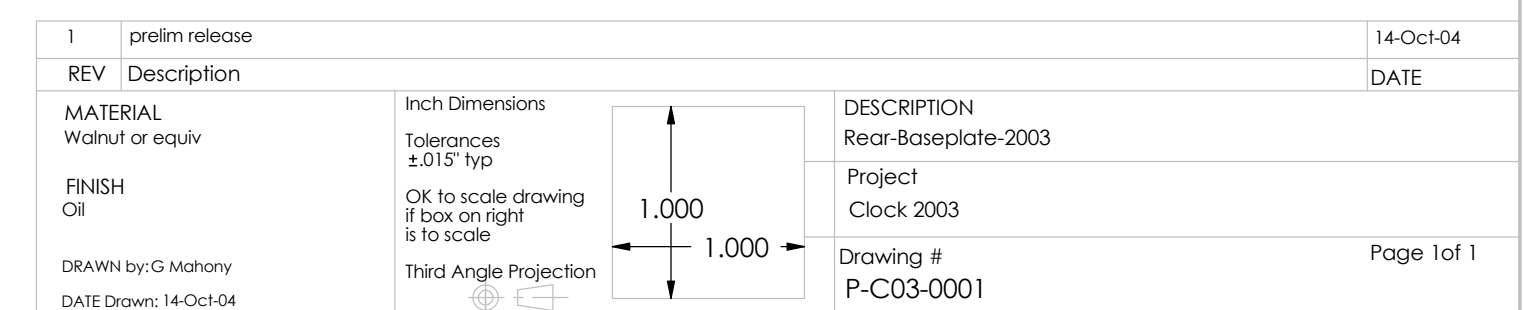 1 prelim release 14-Oct-04
REV Description DATE
MATERIAL
Walnut or equiv
FINISH
Oil
DRAWN by: G Mahony
DATE Drawn: 14-Oct-04
Inch Dimensions
Tolerances
±.015" typ
OK to scale drawing
if box on right
is to scale
Third Angle Projection
1.000
1.000
DESCRIPTION
Rear-Baseplate-2003
Project
Clock 2003
Drawing #
P-C03-0001
Page 1of 1